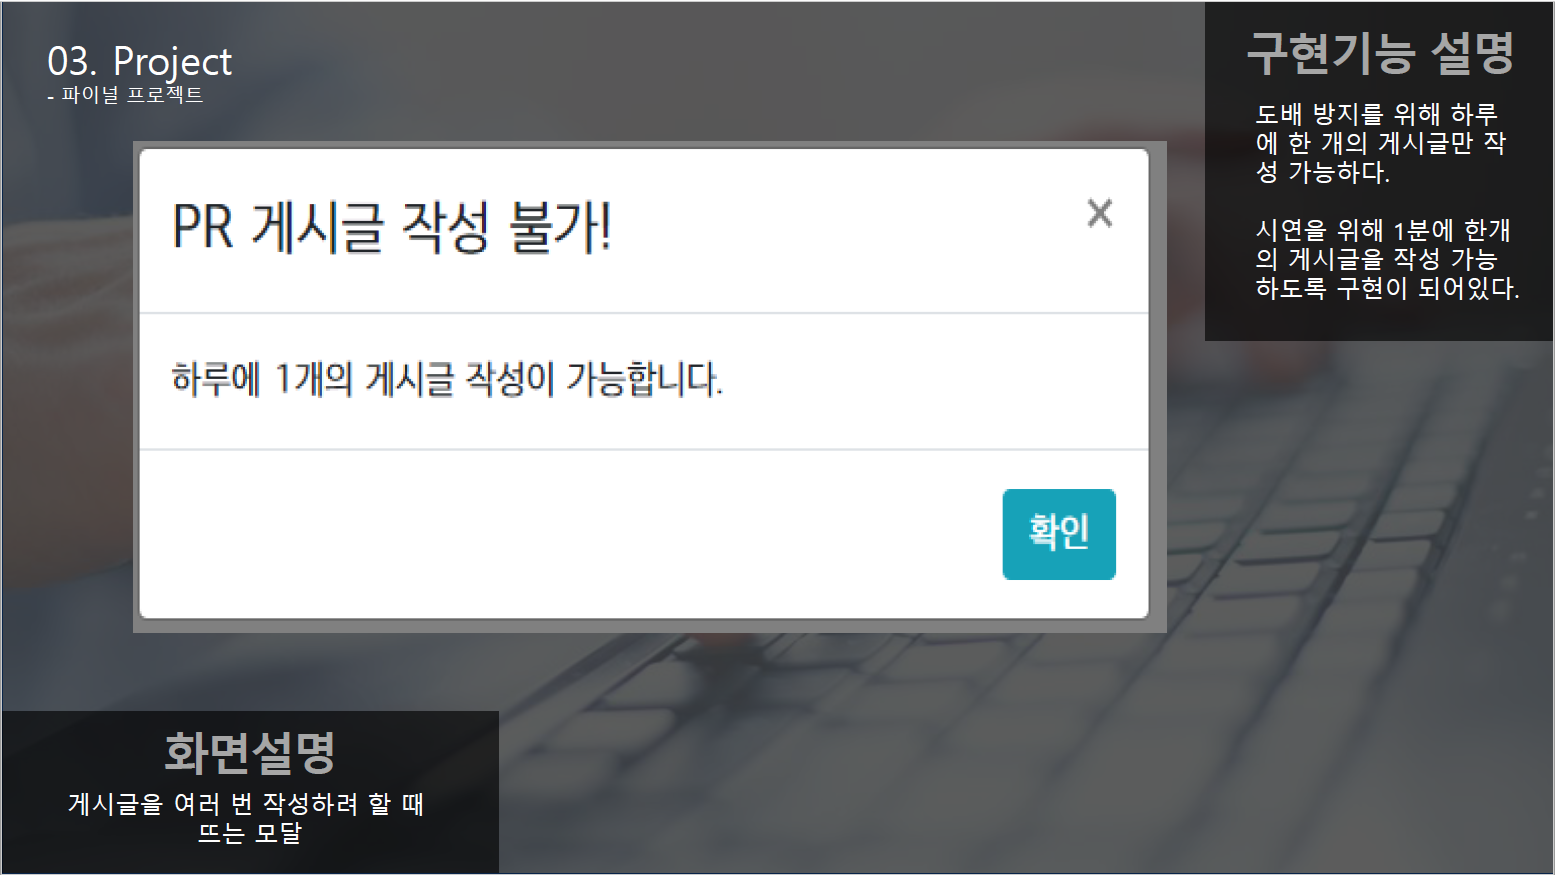 03. Project
- 파이널 프로젝트
구현기능 설명
도배 방지를 위해 하루
에 한 개의 게시글만 작
성 가능하다.
시연을 위해 1분에 한개
의 게시글을 작성 가능
하도록 구현이 되어있다.
PR 게시글 작성 불가!
×
하루에 1개의 게시글 작성이 가능합니다.
확인
화면설명
게시글을 여러 번 작성하려 할 때
뜨는 모달